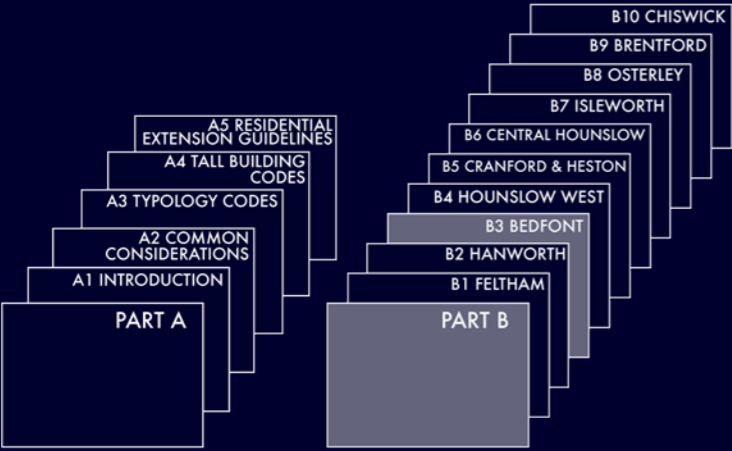 A5 RESIDENTIAL
EXTENSION GUIDELINES
A4 TALL BUILDING
CODES
A3 TYPOLOGY CODES
A2 COMMON
CONSIDERATIONS
A1 INTRODUCTION
PART A
B10 CHISWICK
B9 BRENTFORD
B8 OSTERLEY
B7 ISLEWORTH
B6 CENTRAL HOUNSLOW
B5 CRANFORD & HESTON
B4 HOUNSLOW WEST
B3 BEDFONT
B2 HANWORTH
B1 FELTHAM
PART B